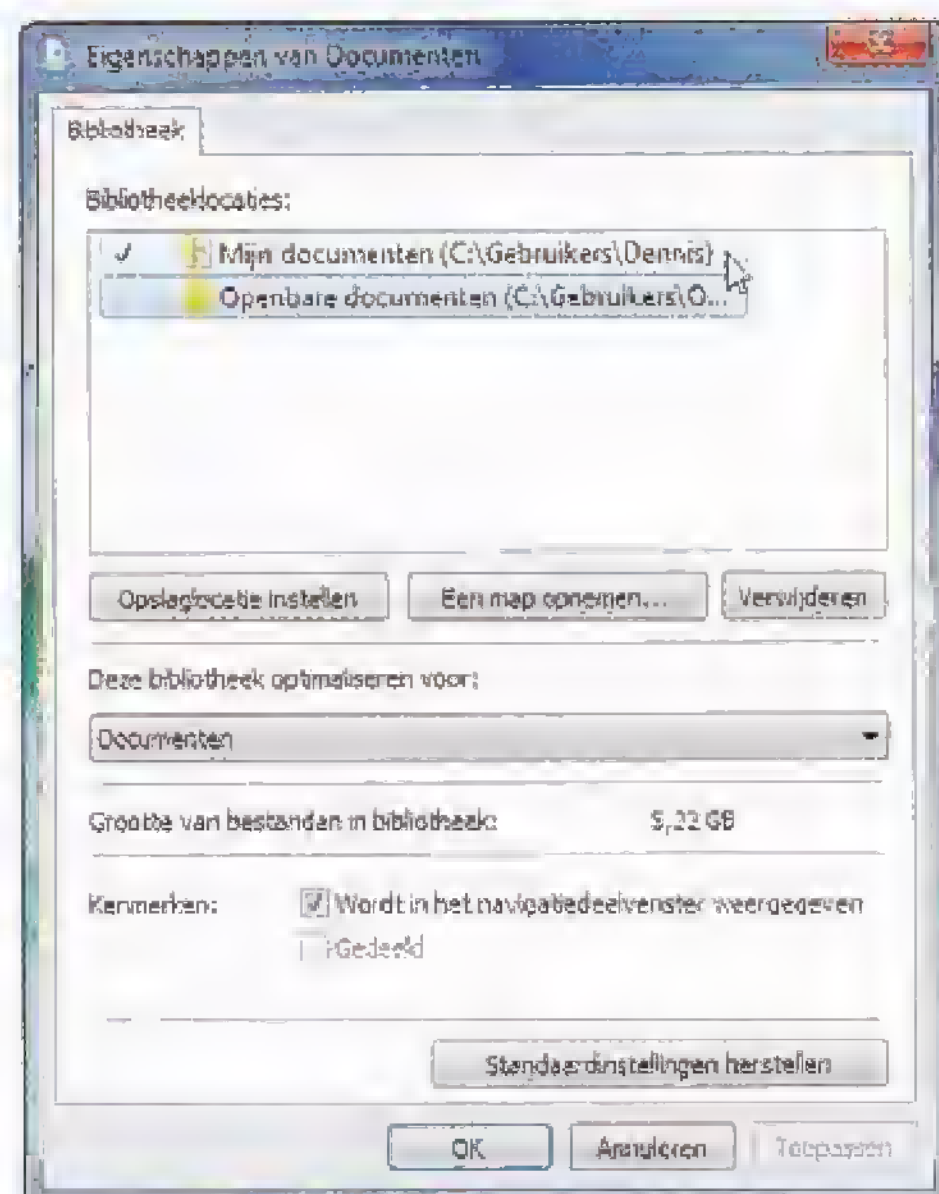 Eigenschappen van Documenten
Bibliotheek
Bibliotheeklocaties:
Mijn documenten (C:\Gebruikers\Dennis)
Openbare documenten (C:\Gebruikers\O...
Opslaglocatie instellen Een map opnemen... Verwijderen
Deze bibliotheek optimaliseren voor:
Documenten
Grootte van bestanden in bibliotheek: 5,22 GB
Kenmerken: Wordt in het navigatiedeelvenster weergegeven
Gedeeld
Standaardinstellingen herstellen
OK Annuleren Toepassen